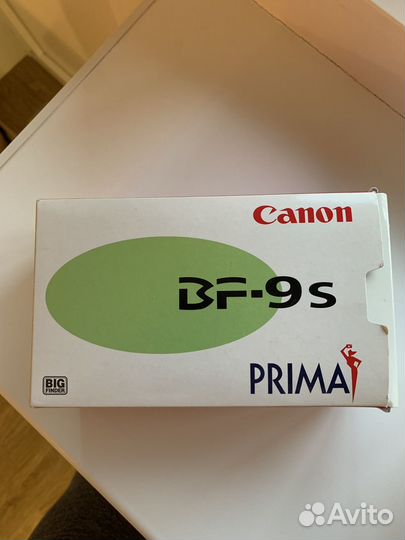 Canon
BF-9s
PRIMA
BIG
FINDER
Avito